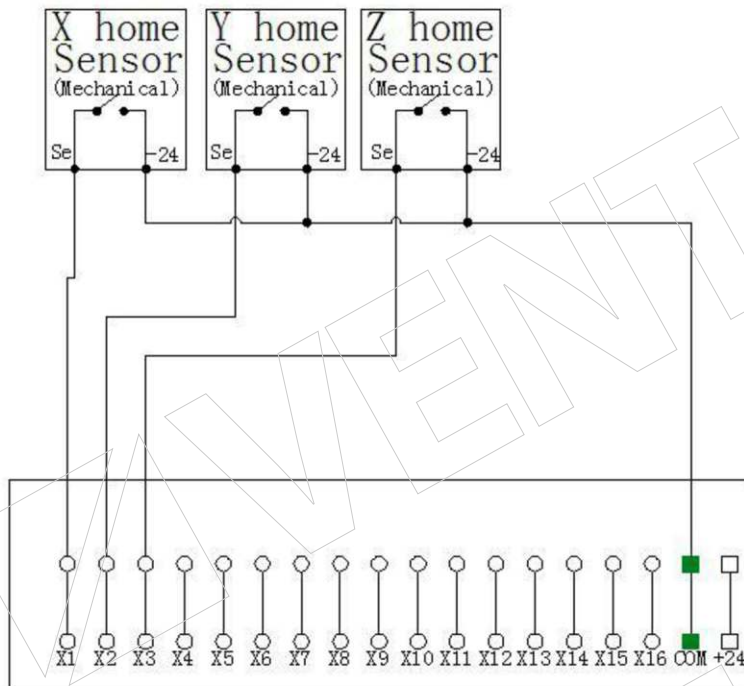 X home Sensor
(Mechanical)
Se -24
Y home Sensor
(Mechanical)
Se -24
Z home Sensor
(Mechanical)
Se -24
VENT
X1 X2 X3 X4 X5 X6 X7 X8 X9 X10 X11 X12 X13 X14 X15 X16 COM +24